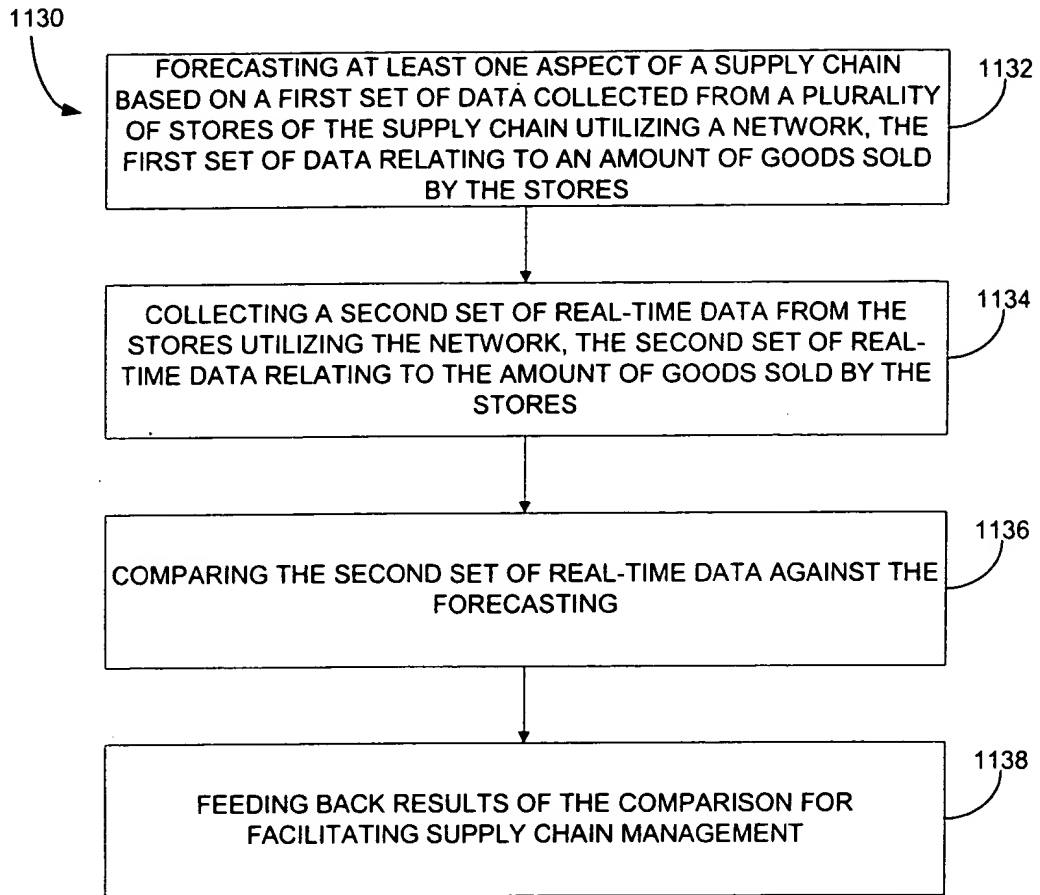 1130
FORECASTING AT LEAST ONE ASPECT OF A SUPPLY CHAIN
BASED ON A FIRST SET OF DATA COLLECTED FROM A PLURALITY
OF STORES OF THE SUPPLY CHAIN UTILIZING A NETWORK, THE
FIRST SET OF DATA RELATING TO AN AMOUNT OF GOODS SOLD
BY THE STORES
1132
COLLECTING A SECOND SET OF REAL-TIME DATA FROM THE
STORES UTILIZING THE NETWORK, THE SECOND SET OF REAL-
TIME DATA RELATING TO THE AMOUNT OF GOODS SOLD BY THE
STORES
1134
COMPARING THE SECOND SET OF REAL-TIME DATA AGAINST THE
FORECASTING
1136
FEEDING BACK RESULTS OF THE COMPARISON FOR
FACILITATING SUPPLY CHAIN MANAGEMENT
1138